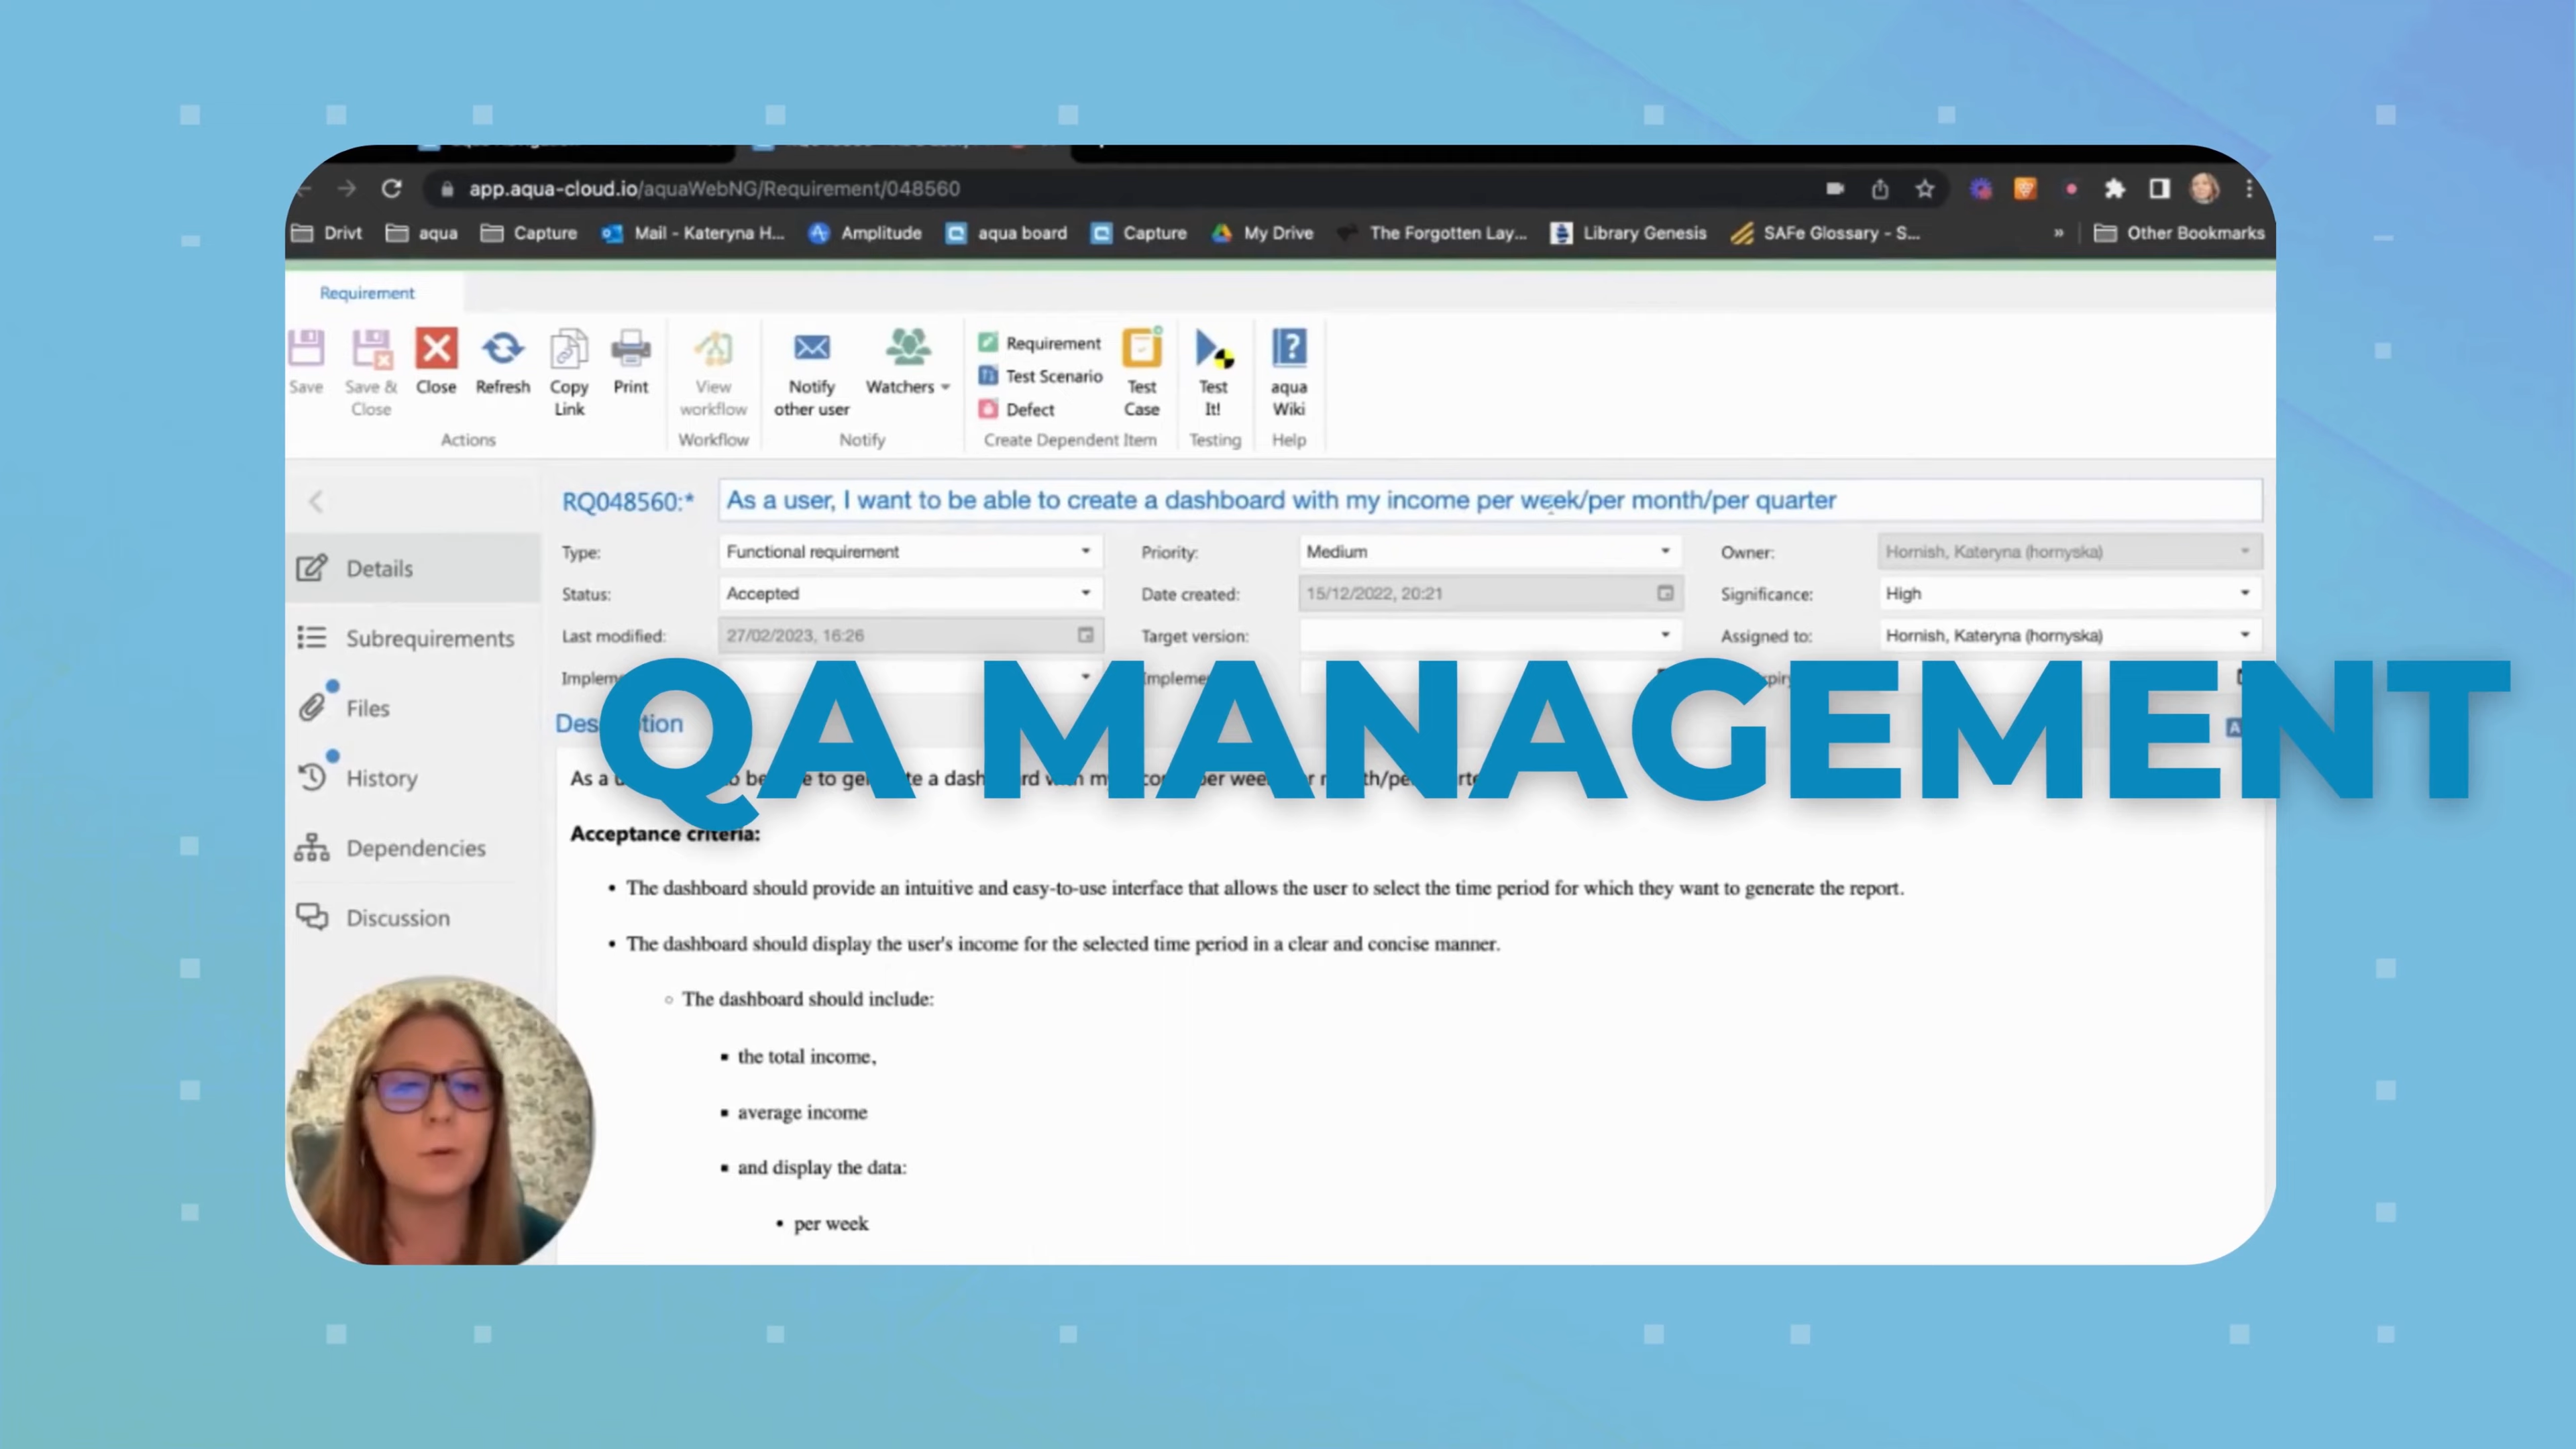 app.aqua-cloud.io/aquaWebNG/Requirement/048560
Drivt aqua Capture Mail - Kateryna H... Amplitude aqua board Capture My Drive The Forgotten Lay... Library Genesis SAFe Glossary - S... » Other Bookmarks
Requirement
Save Save & Close Close Refresh Copy Link Print View workflow Notify other user Watchers Requirement Test Scenario Defect Test Case Test It! aqua Wiki
Actions Workflow Notify Create Dependent Item Testing Help
RQ048560:* As a user, I want to be able to create a dashboard with my income per week/per month/per quarter
Type: Functional requirement Priority: Medium Owner: Hornish, Kateryna (hornyska)
Status: Accepted Date created: 15/12/2022, 20:21 Significance: High
Last modified: 27/02/2023, 16:26 Target version: Assigned to: Hornish, Kateryna (hornyska)
Details
Subrequirements
Files
History
Dependencies
Discussion
QA MANAGEMENT
Acceptance criteria:
• The dashboard should provide an intuitive and easy-to-use interface that allows the user to select the time period for which they want to generate the report.
• The dashboard should display the user's income for the selected time period in a clear and concise manner.
○ The dashboard should include:
▪ the total income,
▪ average income
▪ and display the data:
• per week